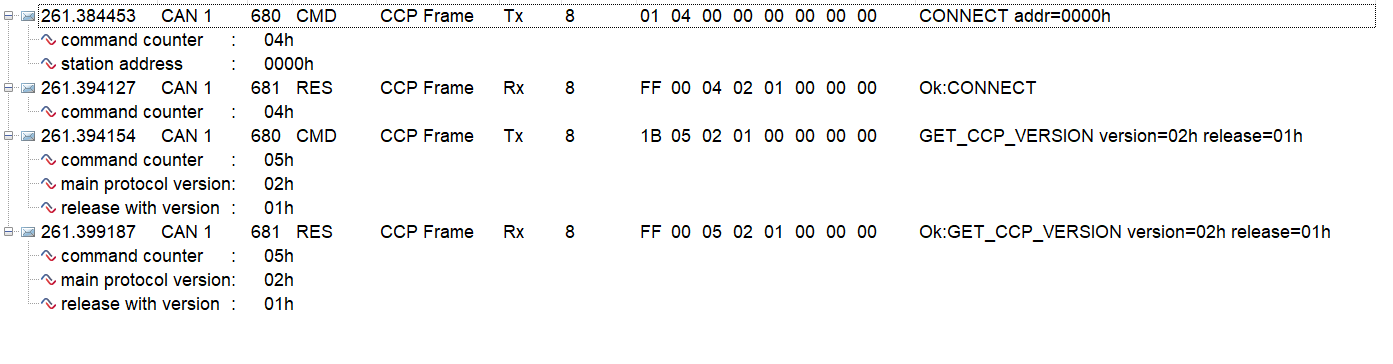 261.384453 CAN 1 680 CMD CCP Frame Tx 8 01 04 00 00 00 00 00 00 CONNECT addr=0000h
command counter : 04h
station address : 0000h
261.394127 CAN 1 681 RES CCP Frame Rx 8 FF 00 04 02 01 00 00 00 Ok:CONNECT
command counter : 04h
261.394154 CAN 1 680 CMD CCP Frame Tx 8 1B 05 02 01 00 00 00 00 GET_CCP_VERSION version=02h release=01h
command counter : 05h
main protocol version: 02h
release with version : 01h
261.399187 CAN 1 681 RES CCP Frame Rx 8 FF 00 05 02 01 00 00 00 Ok:GET_CCP_VERSION version=02h release=01h
command counter : 05h
main protocol version: 02h
release with version : 01h